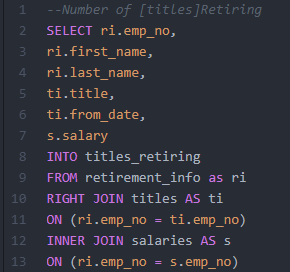 1 --Number of [titles]Retiring
2 SELECT ri.emp_no,
3 ri.first_name,
4 ri.last_name,
5 ti.title,
6 ti.from_date,
7 s.salary
8 INTO titles_retiring
9 FROM retirement_info as ri
10 RIGHT JOIN titles AS ti
11 ON (ri.emp_no = ti.emp_no)
12 INNER JOIN salaries AS s
13 ON (ri.emp_no = s.emp_no)